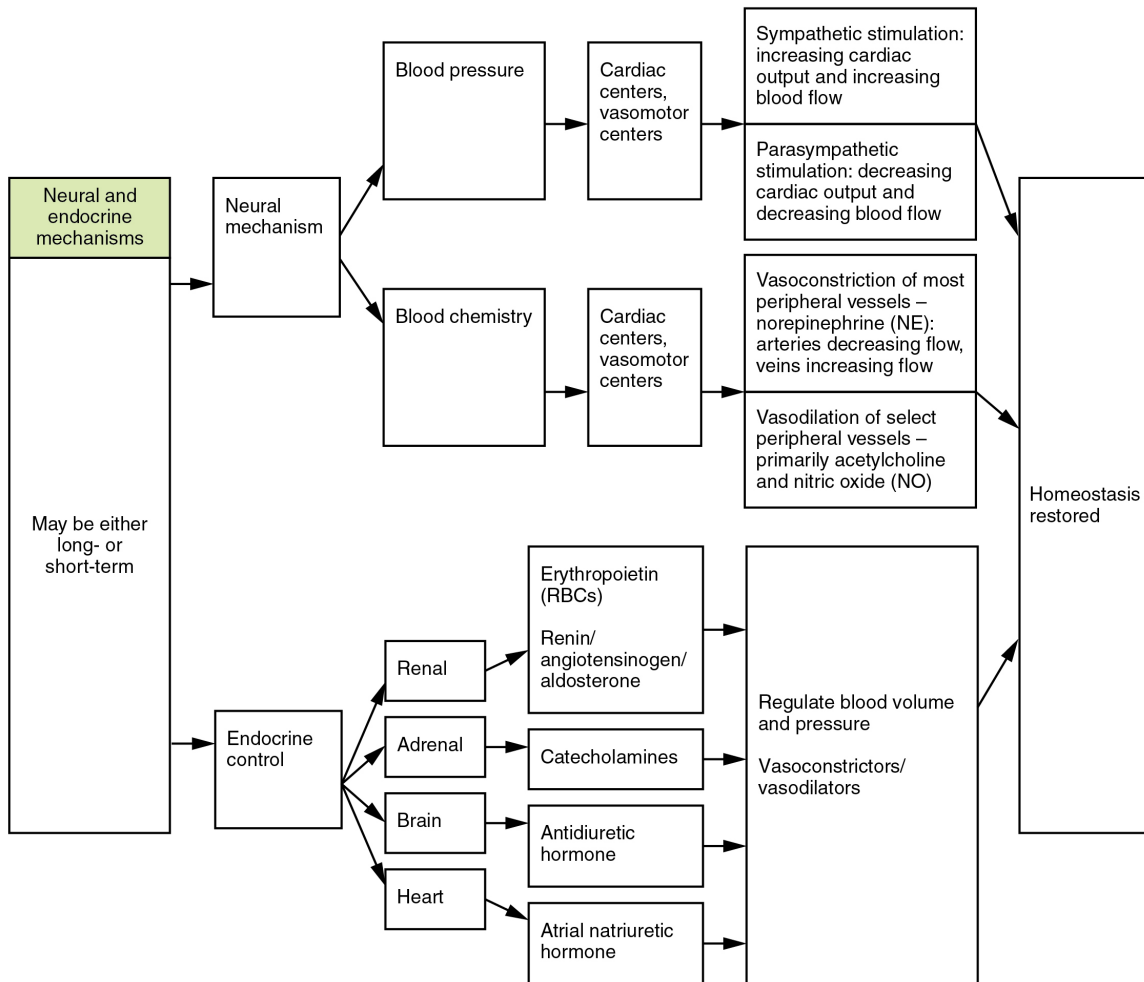 Neural and
endocrine
mechanisms
May be either
long- or
short-term
Neural
mechanism
Blood pressure
Cardiac
centers,
vasomotor
centers
Sympathetic stimulation:
increasing cardiac
output and increasing
blood flow
Parasympathetic
stimulation: decreasing
cardiac output and
decreasing blood flow
Blood chemistry
Cardiac
centers,
vasomotor
centers
Vasoconstriction of most
peripheral vessels –
norepinephrine (NE):
arteries decreasing flow,
veins increasing flow
Vasodilation of select
peripheral vessels –
primarily acetylcholine
and nitric oxide (NO)
Endocrine
control
Renal
Erythropoietin
(RBCs)
Renin/
angiotensinogen/
aldosterone
Adrenal
Catecholamines
Brain
Antidiuretic
hormone
Heart
Atrial natriuretic
hormone
Regulate blood volume
and pressure
Vasoconstrictors/
vasodilators
Homeostasis
restored